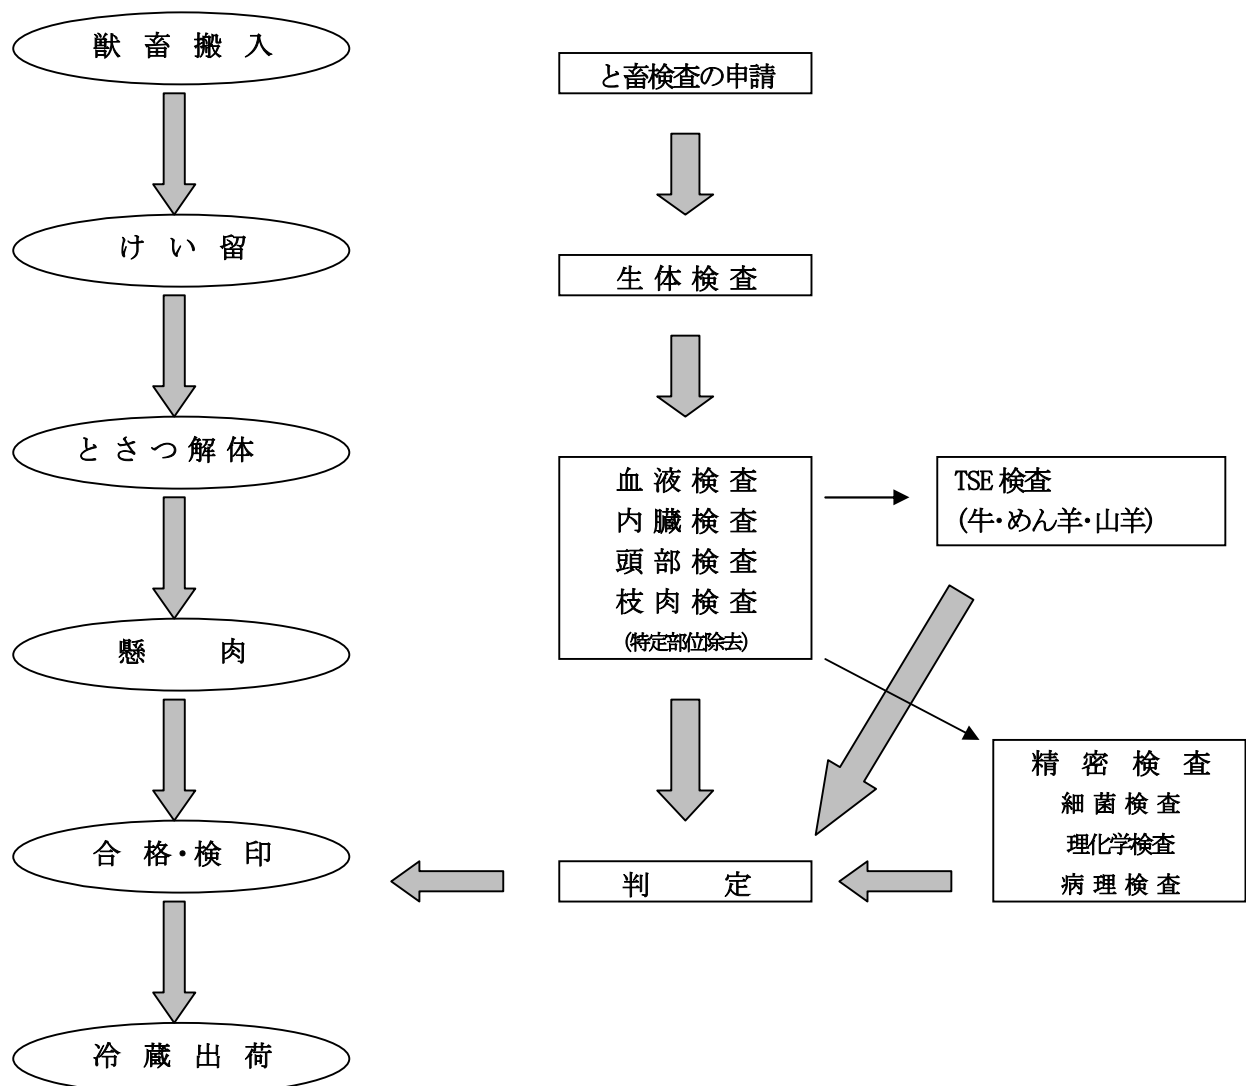 獣畜搬入
と畜検査の申請
けい留
生体検査
とさつ解体
血液検査
内臓検査
頭部検査
枝肉検査
(特定部位除去)
TSE検査
(牛・めん羊・山羊)
懸肉
精密検査
細菌検査
理化学検査
病理検査
合格・検印
判定
冷蔵出荷